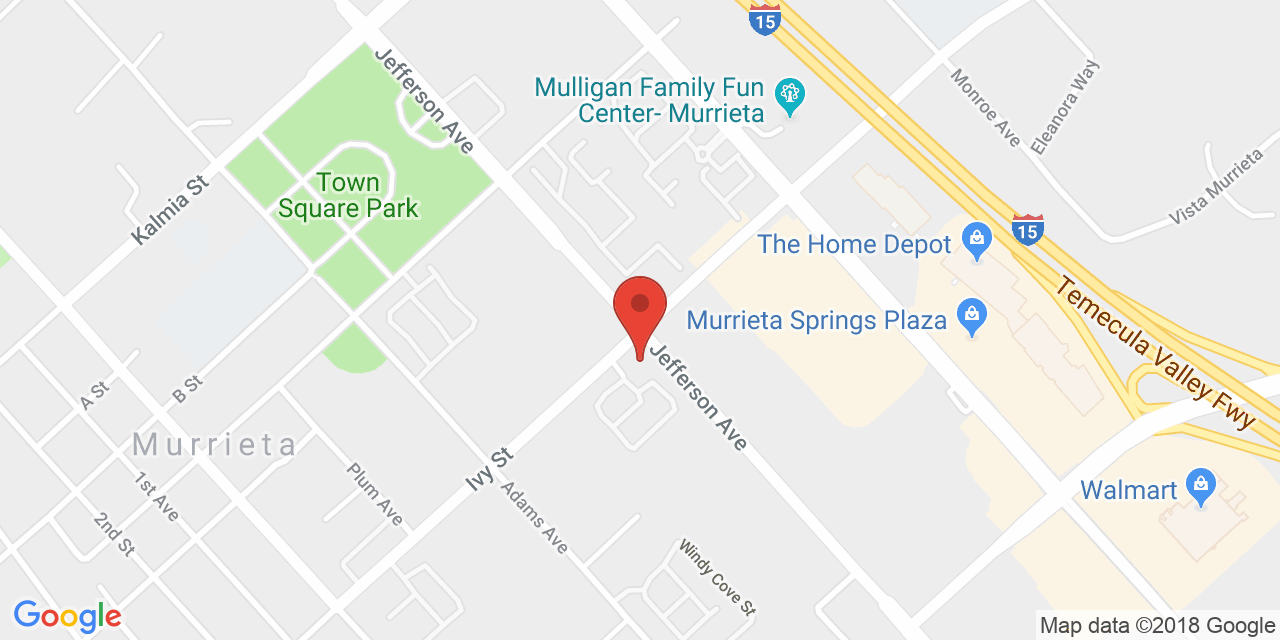 15
Jefferson Ave
Mulligan Family Fun
Center- Murrieta
Monroe Ave
Eleanora Way
Vista Murrieta
Town
Square Park
Kalmia St
The Home Depot
15
Murrieta Springs Plaza
Temecula Valley Fwy
Jefferson Ave
A St
B St
Murrieta
Ivy St
Plum Ave
1st Ave
2nd St
Adams Ave
Walmart
Windy Cove St
Google
Map data ©2018 Google